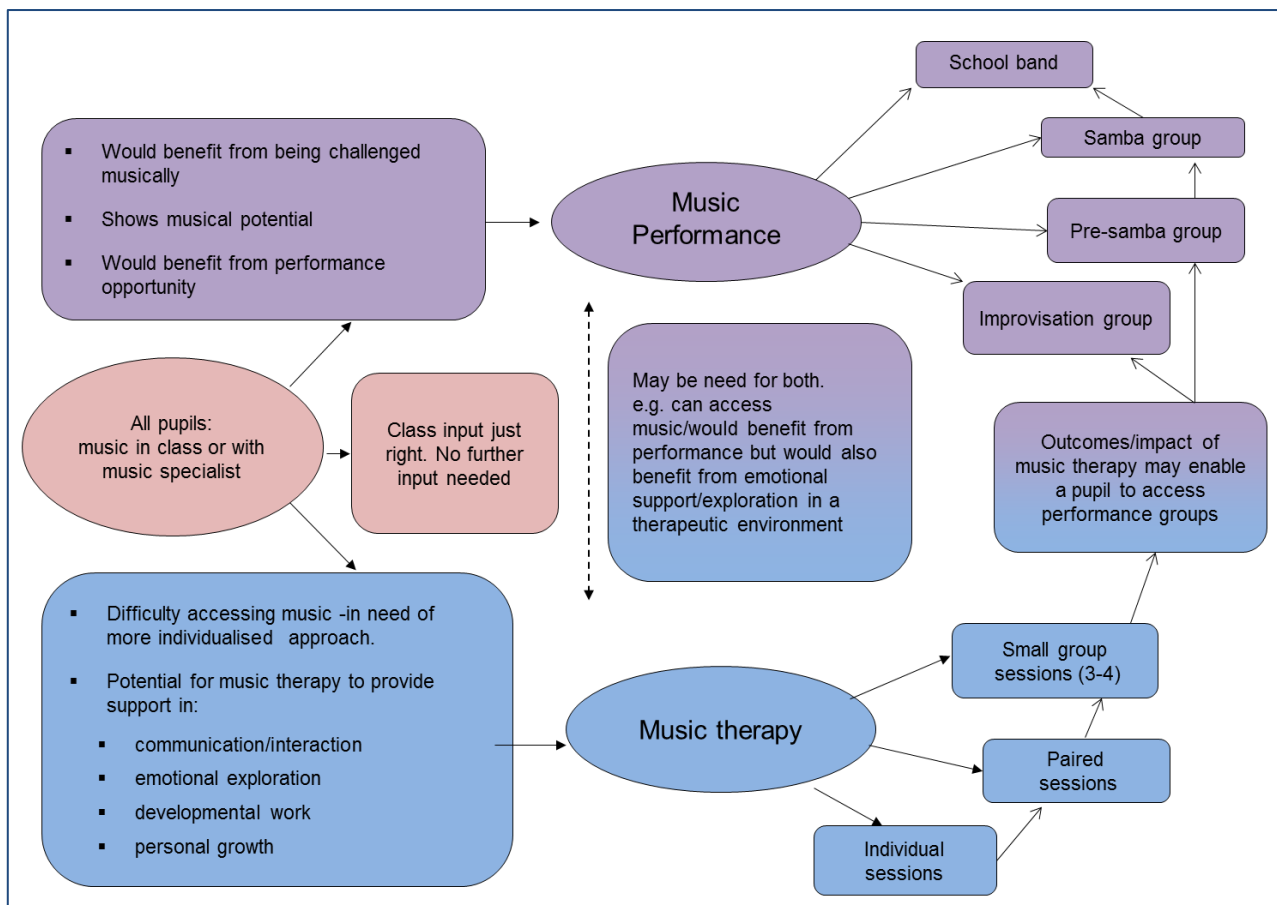 School band
Samba group
Pre-samba group
Improvisation group
Music
Performance
▪ Would benefit from being challenged
musically
▪ Shows musical potential
▪ Would benefit from performance
opportunity
All pupils:
music in class or with
music specialist
Class input just
right. No further
input needed
May be need for both.
e.g. can access
music/would benefit from
performance but would also
benefit from emotional
support/exploration in a
therapeutic environment
Outcomes/impact of
music therapy may enable
a pupil to access
performance groups
▪ Difficulty accessing music -in need of
more individualised approach.
▪ Potential for music therapy to provide
support in:
▪ communication/interaction
▪ emotional exploration
▪ developmental work
▪ personal growth
Music therapy
Small group
sessions (3-4)
Paired
sessions
Individual
sessions